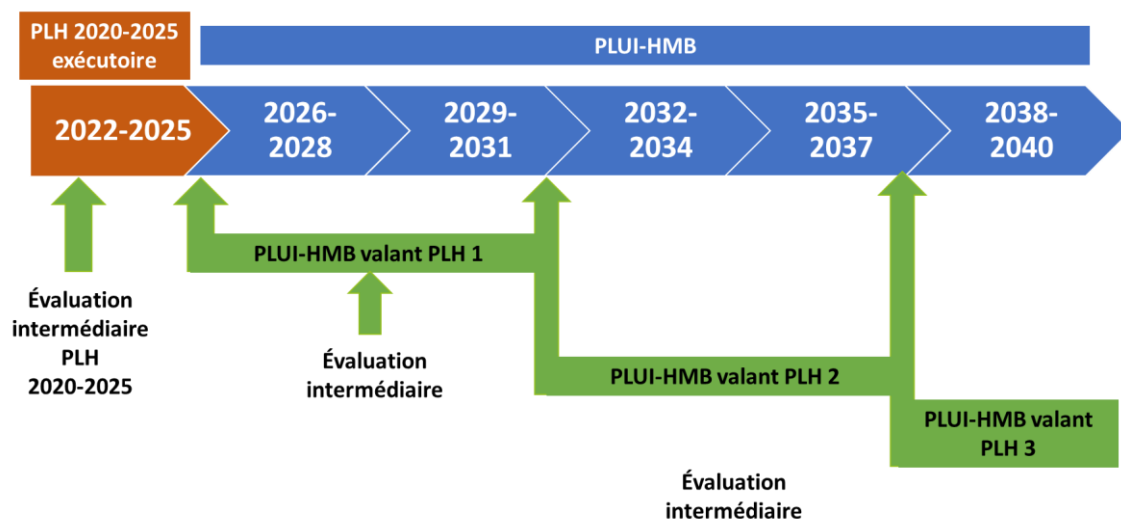 PLH 2020-2025
exécutoire
PLUI-HMB
2022-2025
2026-
2028
2029-
2031
2032-
2034
2035-
2037
2038-
2040
PLUI-HMB valant PLH 1
Évaluation
intermédiaire
PLH
2020-2025
Évaluation
intermédiaire
PLUI-HMB valant PLH 2
PLUI-HMB valant
PLH 3
Évaluation
intermédiaire